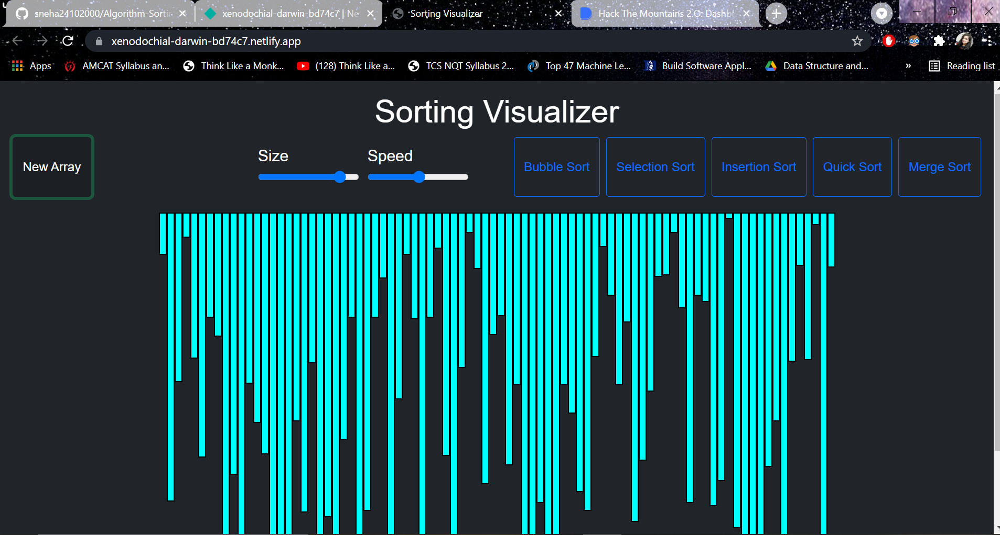 sneha24102000/Algorithm-Sortin
xenodochial-darwin-bd74c7 | Ne
Sorting Visualizer
Hack The Mountains 2.O: Dashb
xenodochial-darwin-bd74c7.netlify.app
Apps
AMCAT Syllabus an...
Think Like a Monk...
(128) Think Like a...
TCS NQT Syllabus 2...
Top 47 Machine Le...
Build Software Appl...
Data Structure and...
»
Reading list
Sorting Visualizer
New Array
Size
Speed
Bubble Sort
Selection Sort
Insertion Sort
Quick Sort
Merge Sort